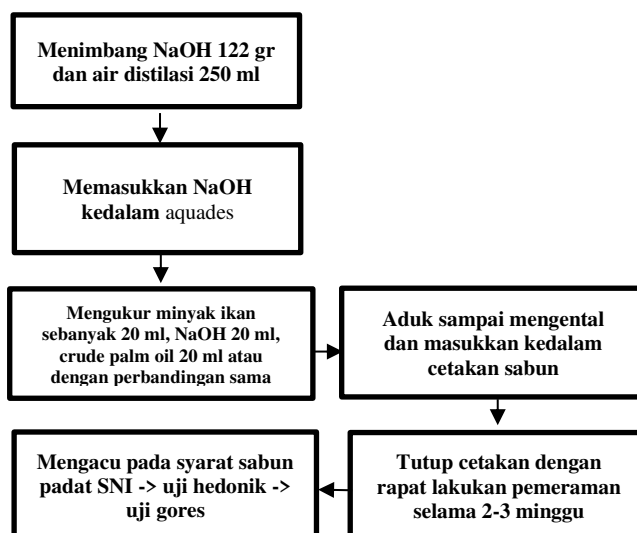 Menimbang NaOH 122 gr
dan air distilasi 250 ml
Memasukkan NaOH
kedalam aquades
Mengukur minyak ikan
sebanyak 20 ml, NaOH 20 ml,
crude palm oil 20 ml atau
dengan perbandingan sama
Aduk sampai mengental
dan masukkan kedalam
cetakan sabun
Tutup cetakan dengan
rapat lakukan pemeraman
selama 2-3 minggu
Mengacu pada syarat sabun
padat SNI -> uji hedonik ->
uji gores